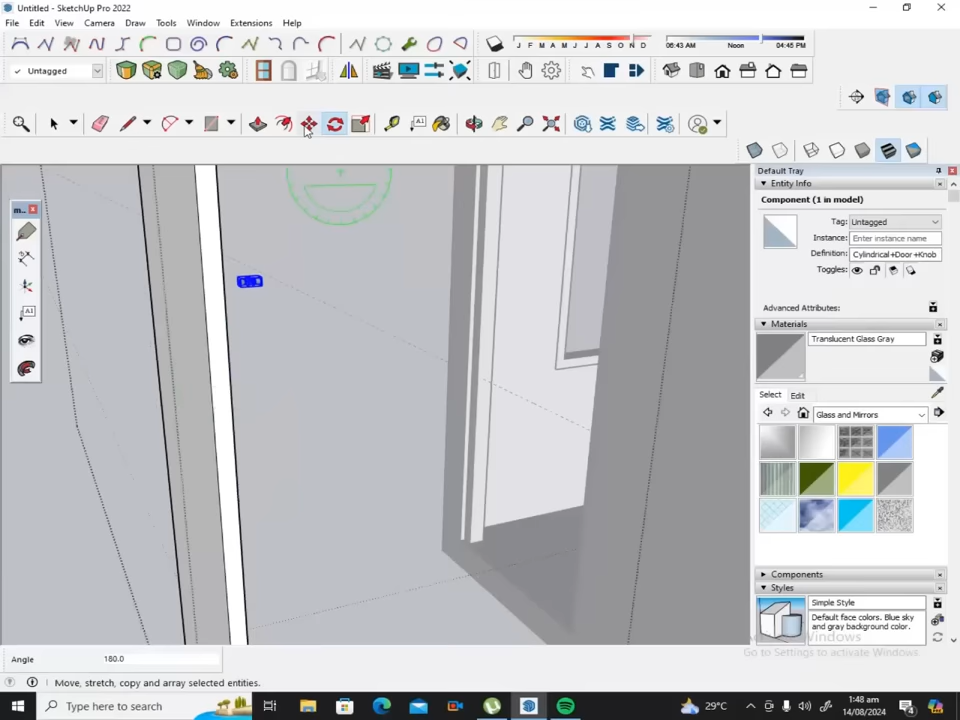 Untitled - SketchUp Pro 2022
File Edit View Camera Draw Tools Window Extensions Help
J F M A M J J A S O N D 06:43 AM Noon 04:45 PM
Untagged
Default Tray
Entity Info
Component (1 in model)
Tag: Untagged
Instance: Enter instance name
Definition: Cylindrical+Door+Knob
Toggles:
Advanced Attributes:
Materials
Translucent Glass Gray
Select Edit
Glass and Mirrors
Components
Styles
Simple Style
Default face colors. Blue sky
and gray background color.
Activate Windows
Go to Settings to activate Windows.
m...
A1
A1
Angle 180.0
Move, stretch, copy and array selected entities.
Type here to search
29°C
1:48 am
14/08/2024
4